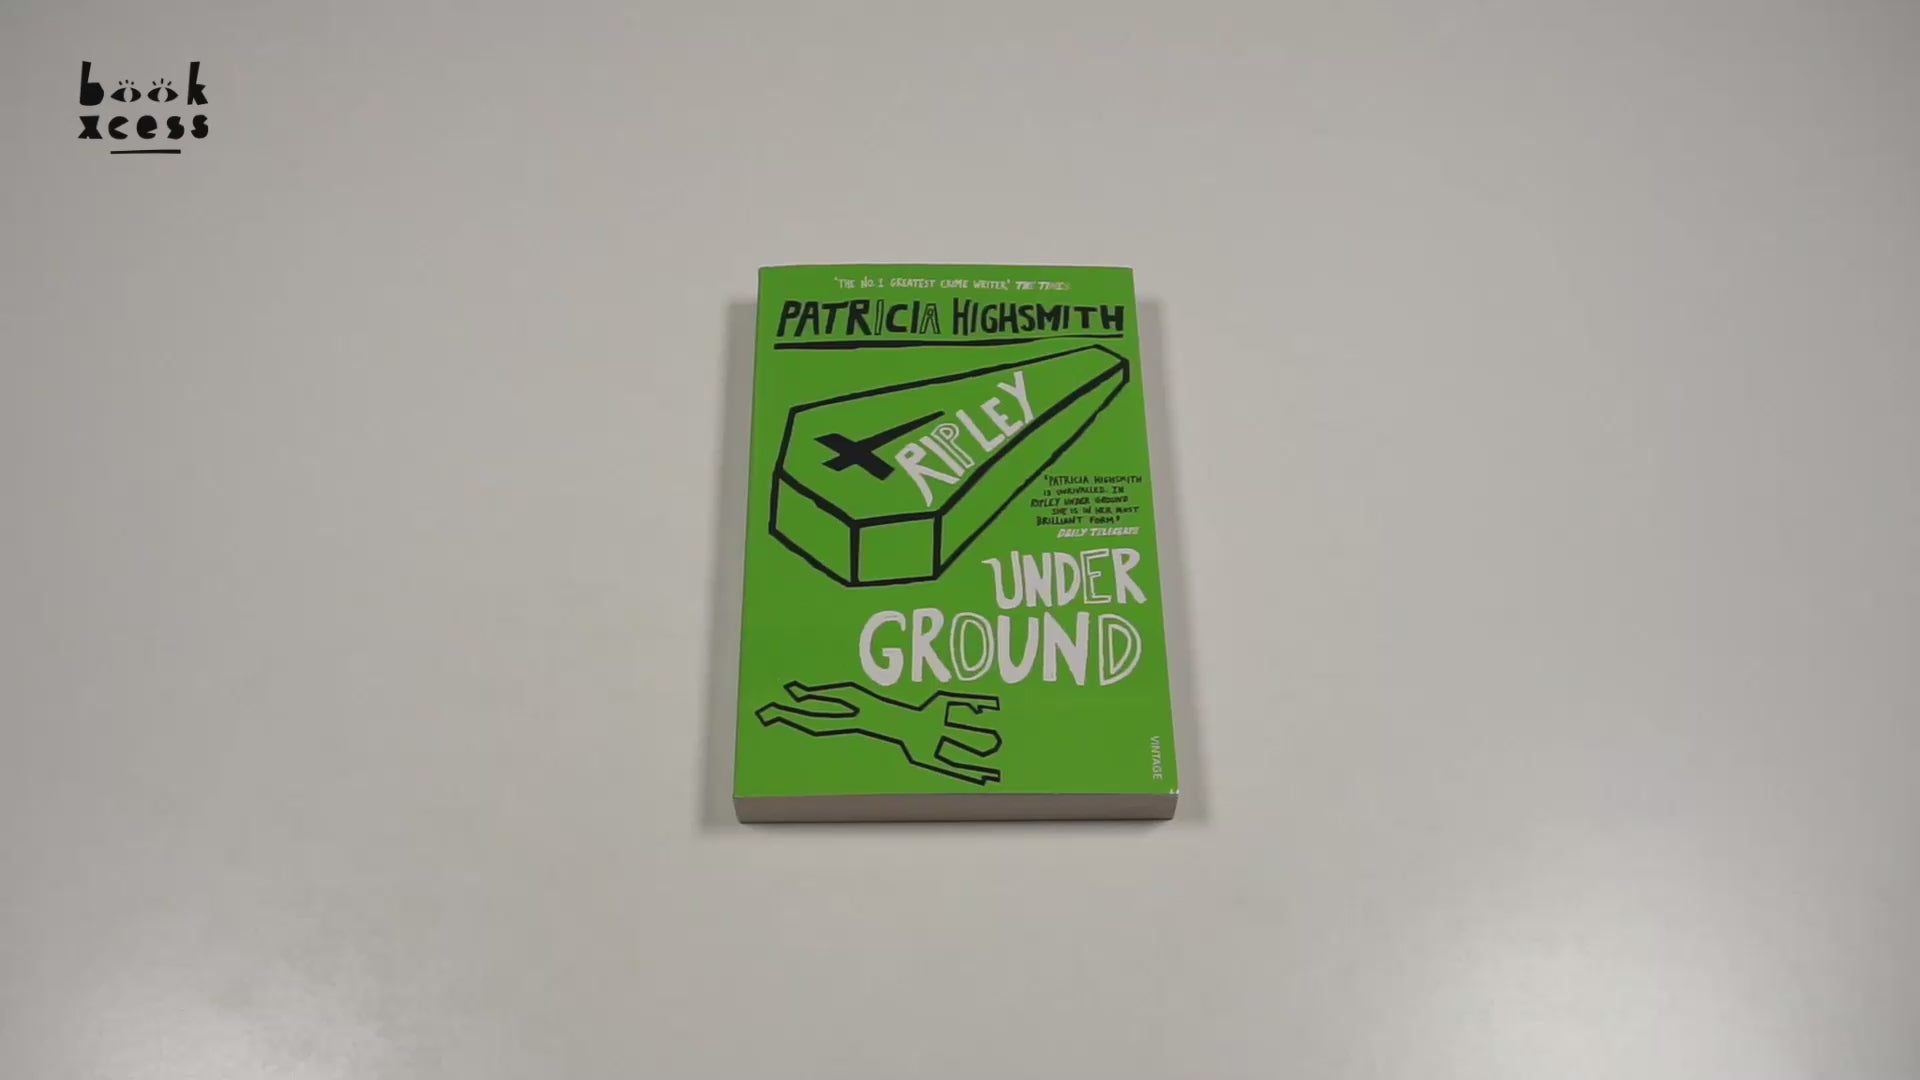 book
xcess
'THE NO.1 GREATEST CRIME WRITER' THE TIMES
PATRICIA HIGHSMITH
RIPLEY
'PATRICIA HIGHSMITH
IS UNRIVALLED. IN
RIPLEY UNDER GROUND
SHE IS IN HER MOST
BRILLIANT FORM'
DAILY TELEGRAPH
UNDER
GROUND
VINTAGE